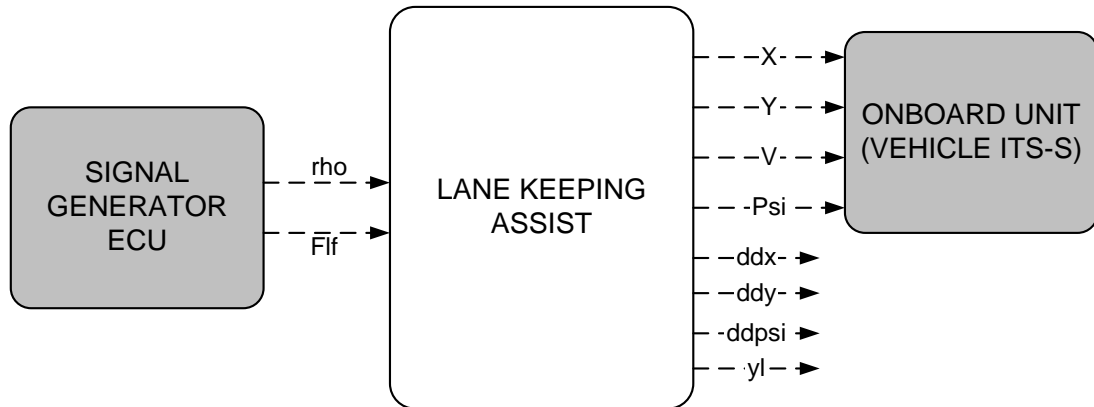 SIGNAL
GENERATOR
ECU
rho
Flf
LANE KEEPING
ASSIST
X
Y
V
Psi
ddx
ddy
ddpsi
yl
ONBOARD UNIT
(VEHICLE ITS-S)